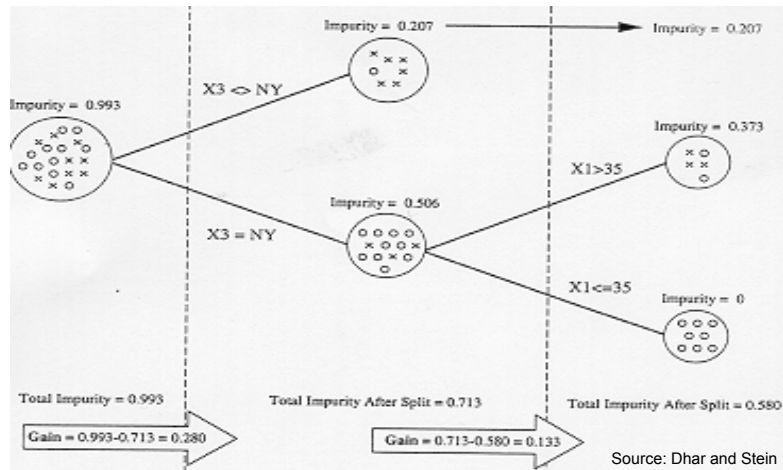 Impurity = 0.207
Impurity = 0.207
X3 <> NY
Impurity = 0.993
Impurity = 0.373
X1>35
Impurity = 0.506
X3 = NY
X1<=35
Impurity = 0
Total Impurity = 0.993
Total Impurity After Split = 0.713
Total Impurity After Split = 0.580
Gain = 0.993-0.713 = 0.280
Gain = 0.713-0.580 = 0.133
Source: Dhar and Stein